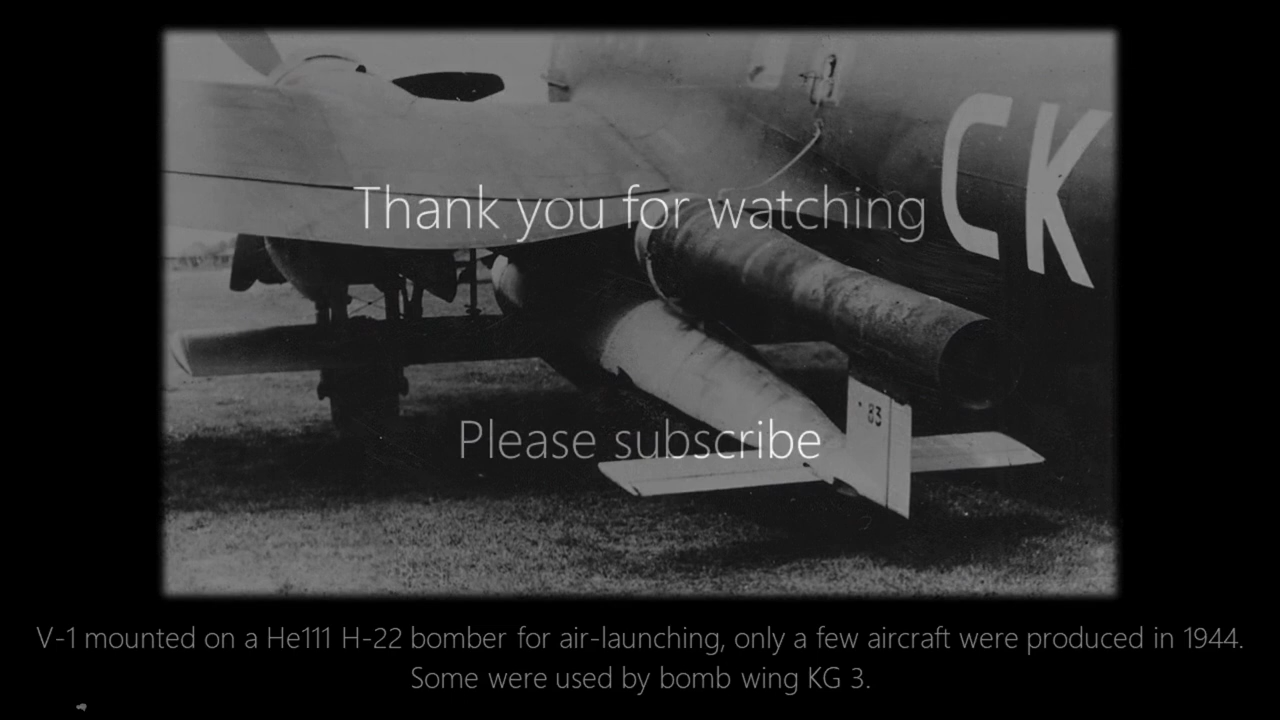 CK
Thank you for watching
83
Please subscribe
V-1 mounted on a He111 H-22 bomber for air-launching, only a few aircraft were produced in 1944.
Some were used by bomb wing KG 3.